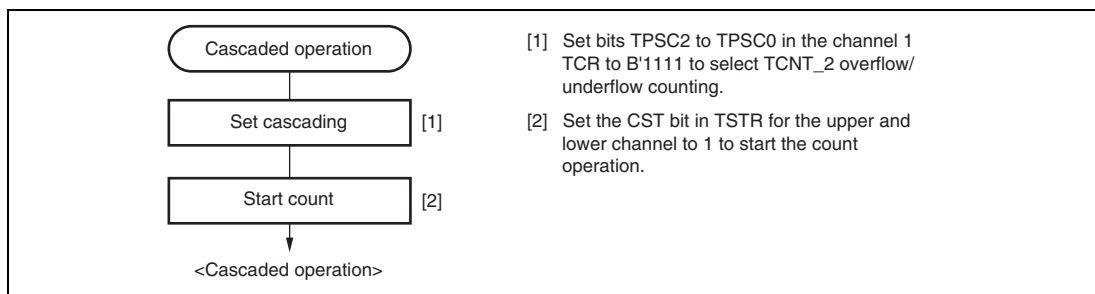 Cascaded operation
Set cascading [1]
Start count [2]
<Cascaded operation>
[1] Set bits TPSC2 to TPSC0 in the channel 1
TCR to B'1111 to select TCNT_2 overflow/
underflow counting.
[2] Set the CST bit in TSTR for the upper and
lower channel to 1 to start the count
operation.